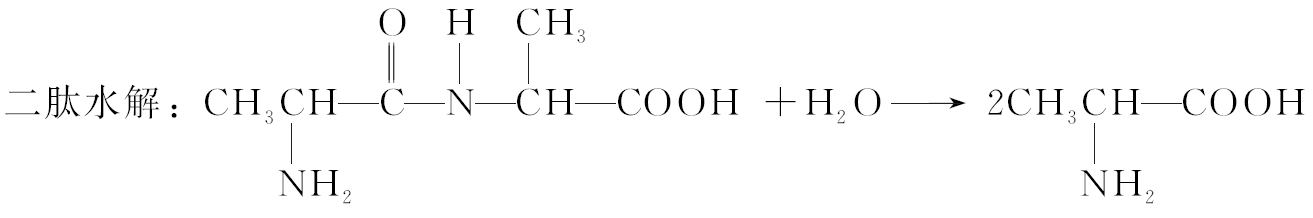 O H CH₃
二肽水解：CH₃CH—C—N—CH—COOH +H₂O⟶ 2CH₃CH—COOH
NH₂ NH₂